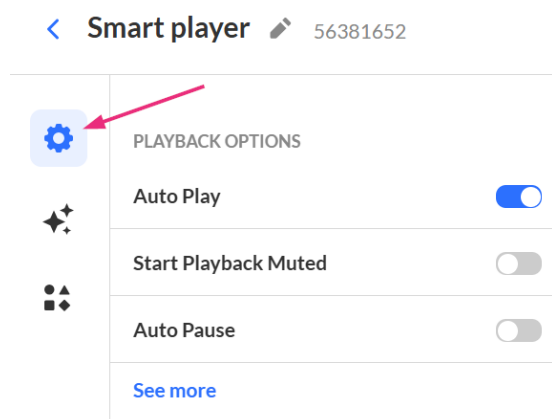 Smart player 56381652
PLAYBACK OPTIONS
Auto Play
Start Playback Muted
Auto Pause
See more